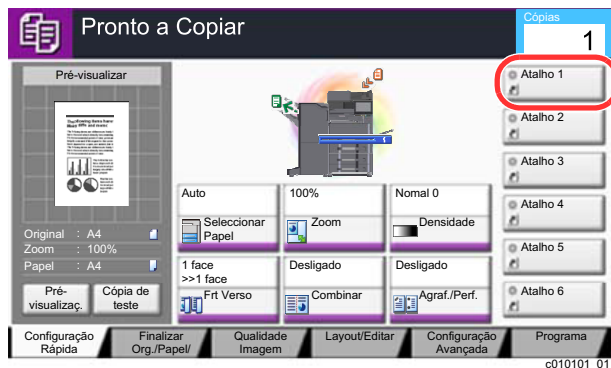 Pronto a Copiar
Cópias
1
Pré-visualizar
Original : A4
Zoom : 100%
Papel : A4
Pré-
visualizaç.
Cópia de
teste
Auto
Seleccionar
Papel
100%
Zoom
Nomal 0
Densidade
1 face
>>1 face
Frt Verso
Desligado
Combinar
Desligado
Agraf./Perf.
Atalho 1
Atalho 2
Atalho 3
Atalho 4
Atalho 5
Atalho 6
Configuração
Rápida
Finalizar
Org./Papel/
Qualidade
Imagem
Layout/Editar
Configuração
Avançada
Programa
c010101_01